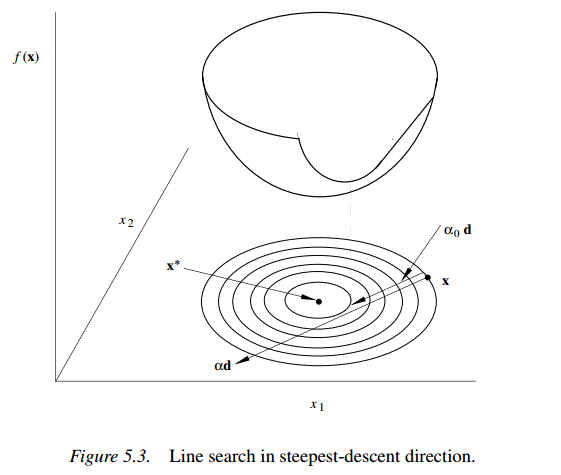 f(x)
x2
α0 d
x*
x
αd
x1
Figure 5.3. Line search in steepest-descent direction.